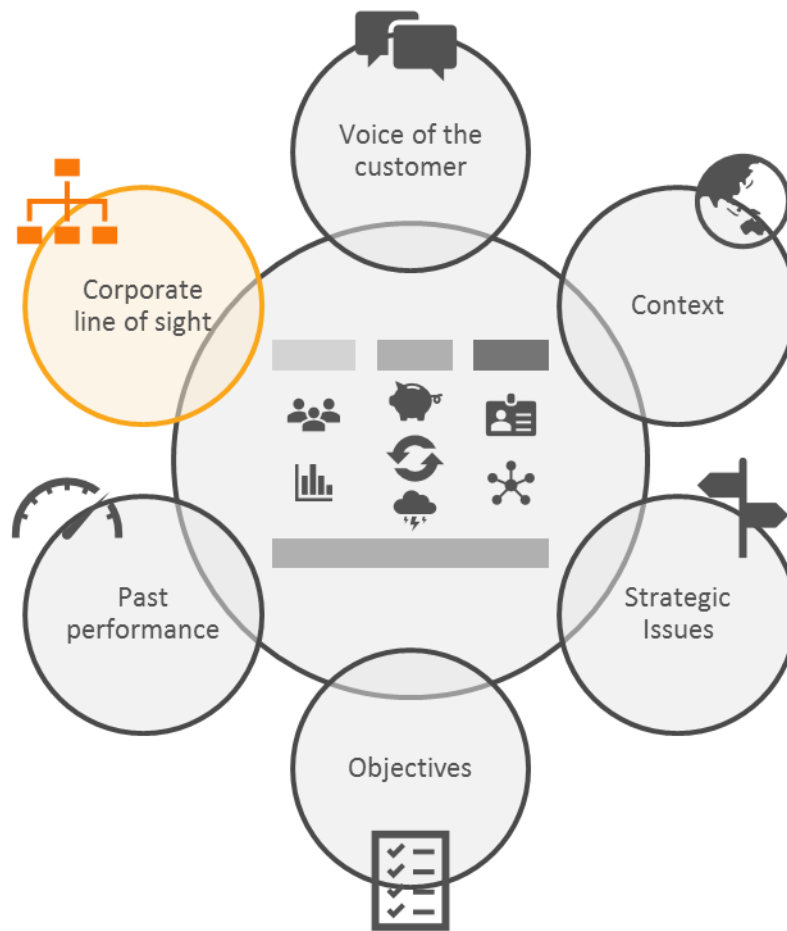 Voice of the
customer
Corporate
line of sight
Context
Past
performance
Strategic
Issues
Objectives